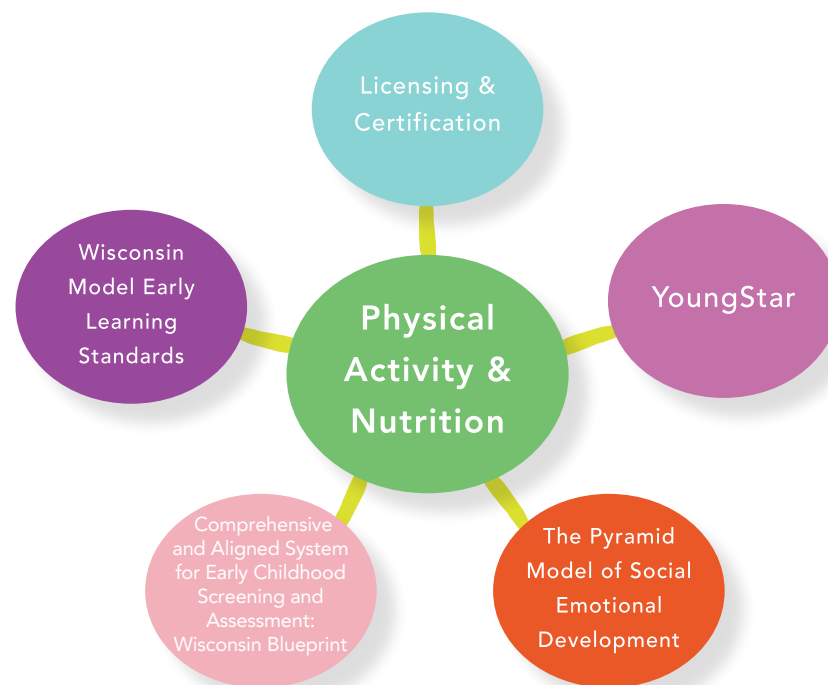 Licensing &
Certification
Wisconsin
Model Early
Learning
Standards
YoungStar
Physical
Activity &
Nutrition
Comprehensive
and Aligned System
for Early Childhood
Screening and
Assessment:
Wisconsin Blueprint
The Pyramid
Model of Social
Emotional
Development